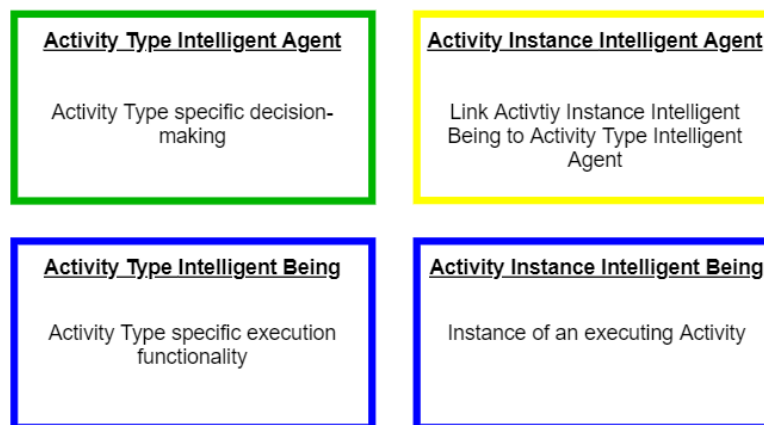 Activity Type Intelligent Agent
Activity Type specific decision-
making
Activity Instance Intelligent Agent
Link Activtiy Instance Intelligent
Being to Activity Type Intelligent
Agent
Activity Type Intelligent Being
Activity Type specific execution
functionality
Activity Instance Intelligent Being
Instance of an executing Activity